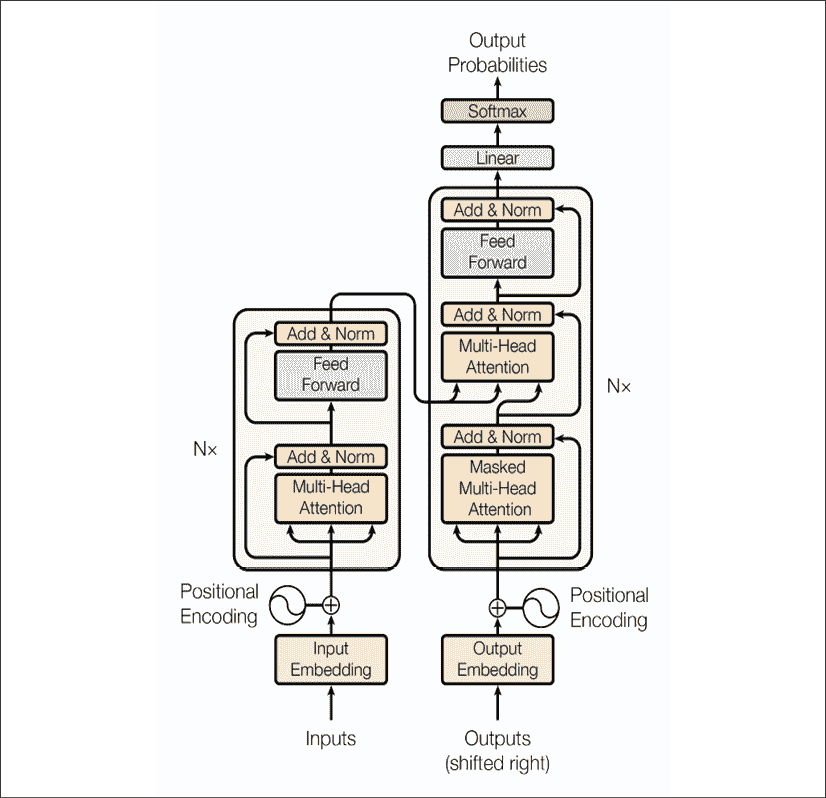 Output
Probabilities
Softmax
Linear
Add & Norm
Feed
Forward
Add & Norm
Multi-Head
Attention
Add & Norm
Masked
Multi-Head
Attention
Nx
Positional
Encoding
Output
Embedding
Outputs
(shifted right)
Add & Norm
Feed
Forward
Add & Norm
Multi-Head
Attention
N×
Positional
Encoding
Input
Embedding
Inputs